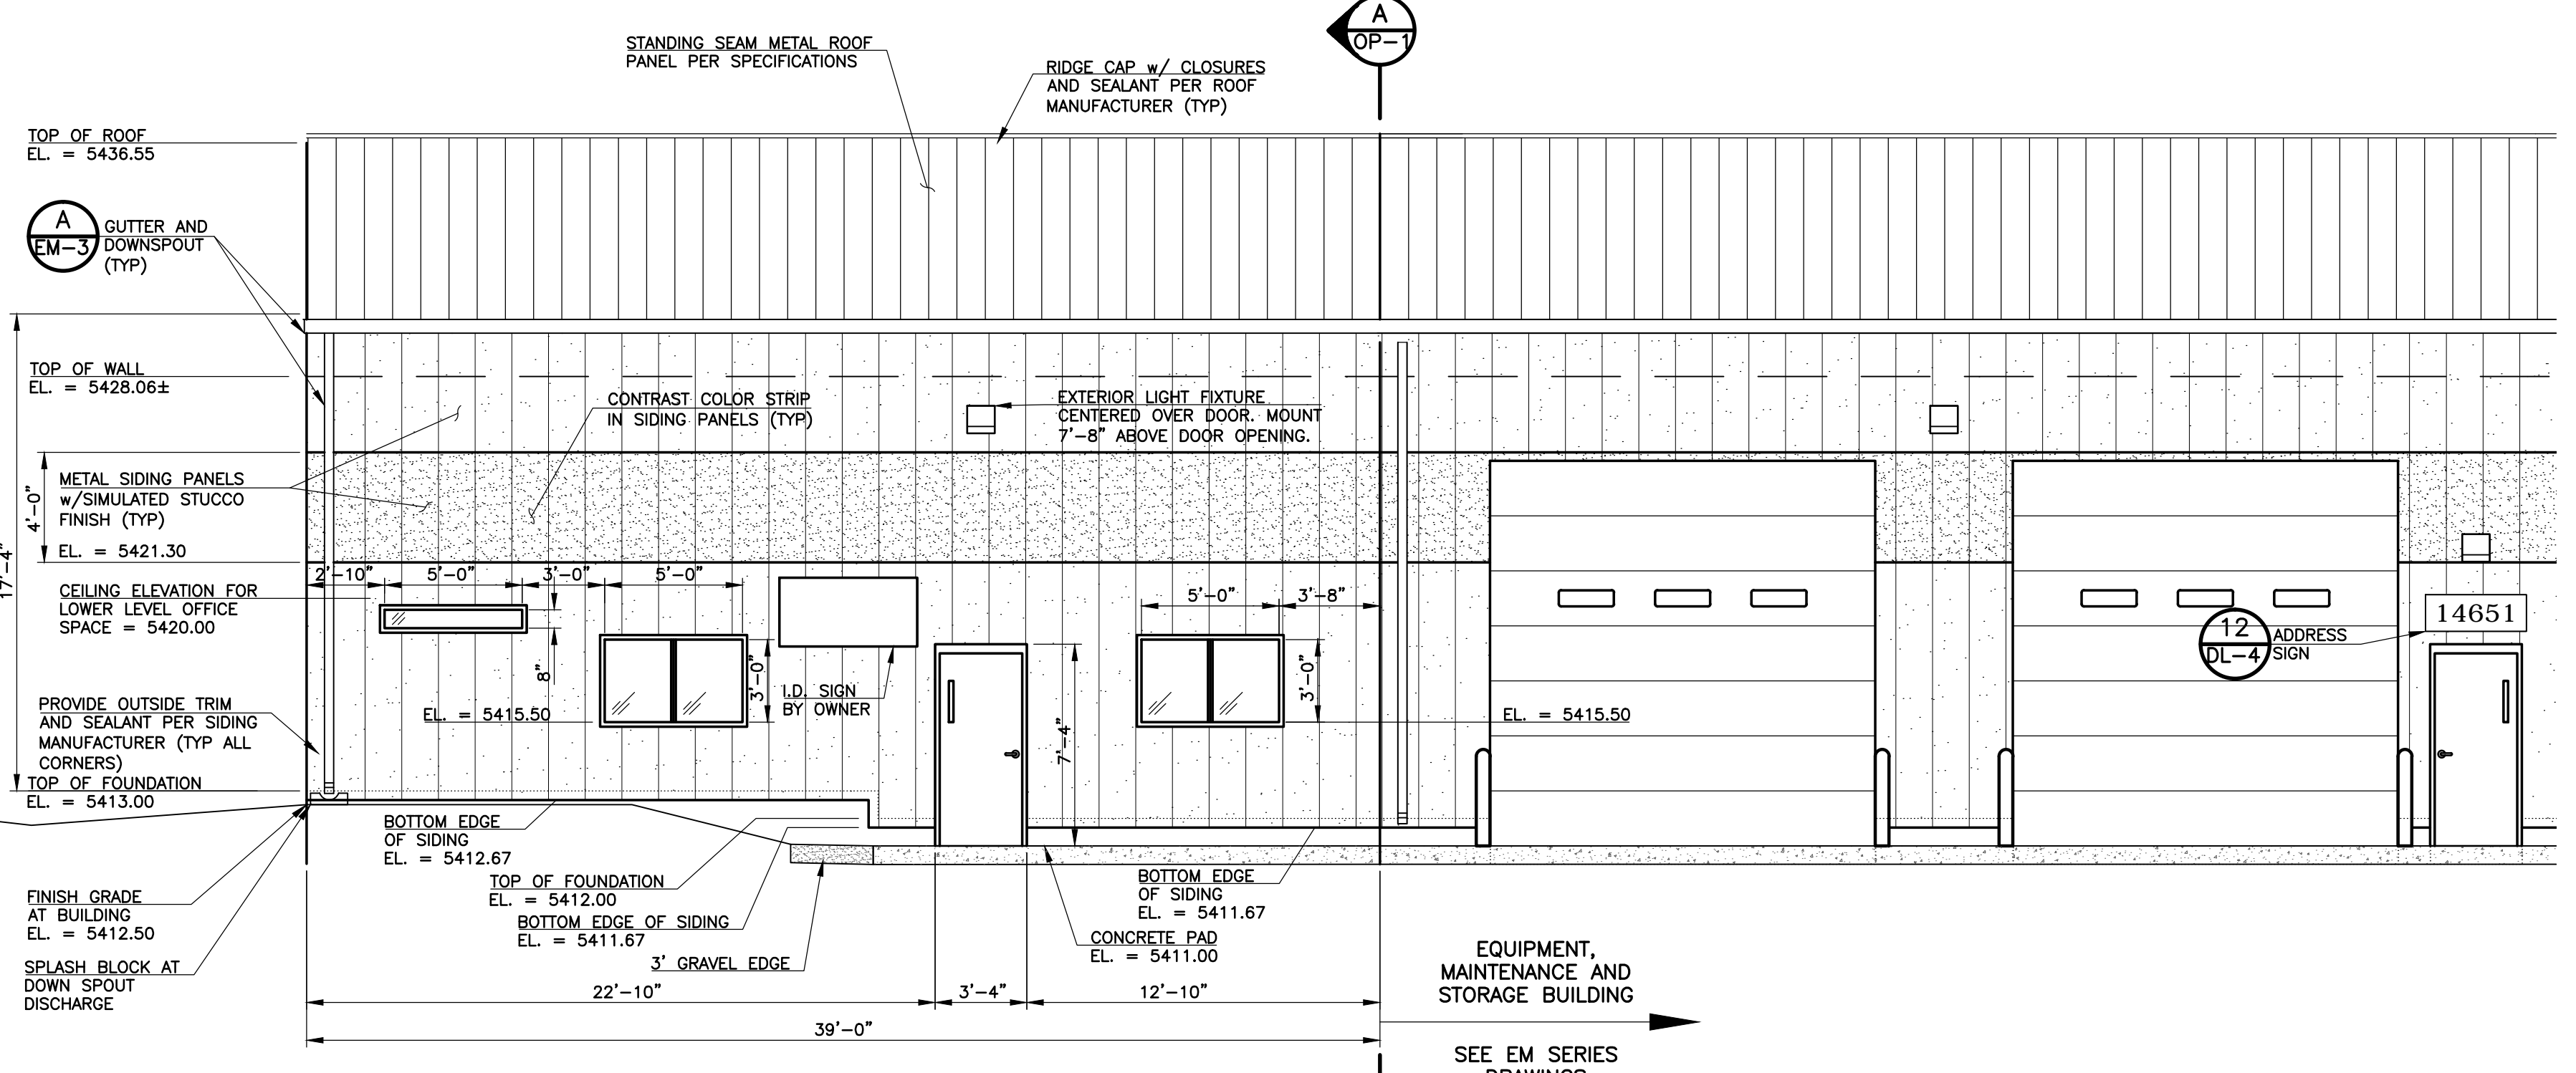 A
OP-1
STANDING SEAM METAL ROOF
PANEL PER SPECIFICATIONS
RIDGE CAP w/ CLOSURES
AND SEALANT PER ROOF
MANUFACTURER (TYP)
TOP OF ROOF
EL. = 5436.55
A
EM-3
GUTTER AND
DOWNSPOUT
(TYP)
TOP OF WALL
EL. = 5428.06±
CONTRAST COLOR STRIP
IN SIDING PANELS (TYP)
EXTERIOR LIGHT FIXTURE
CENTERED OVER DOOR. MOUNT
7'-8" ABOVE DOOR OPENING.
METAL SIDING PANELS
w/SIMULATED STUCCO
FINISH (TYP)
4'-0"
17'-4"
EL. = 5421.30
2'-10"
5'-0"
3'-0"
5'-0"
CEILING ELEVATION FOR
LOWER LEVEL OFFICE
SPACE = 5420.00
5'-0"
3'-8"
14651
12
DL-4
ADDRESS
SIGN
8"
3'-0"
3'-0"
I.D. SIGN
BY OWNER
7'-4"
EL. = 5415.50
EL. = 5415.50
PROVIDE OUTSIDE TRIM
AND SEALANT PER SIDING
MANUFACTURER (TYP ALL
CORNERS)
TOP OF FOUNDATION
EL. = 5413.00
BOTTOM EDGE
OF SIDING
EL. = 5412.67
TOP OF FOUNDATION
EL. = 5412.00
BOTTOM EDGE OF SIDING
EL. = 5411.67
3' GRAVEL EDGE
BOTTOM EDGE
OF SIDING
EL. = 5411.67
CONCRETE PAD
EL. = 5411.00
FINISH GRADE
AT BUILDING
EL. = 5412.50
SPLASH BLOCK AT
DOWN SPOUT
DISCHARGE
22'-10"
3'-4"
12'-10"
39'-0"
EQUIPMENT,
MAINTENANCE AND
STORAGE BUILDING
SEE EM SERIES
DRAWINGS